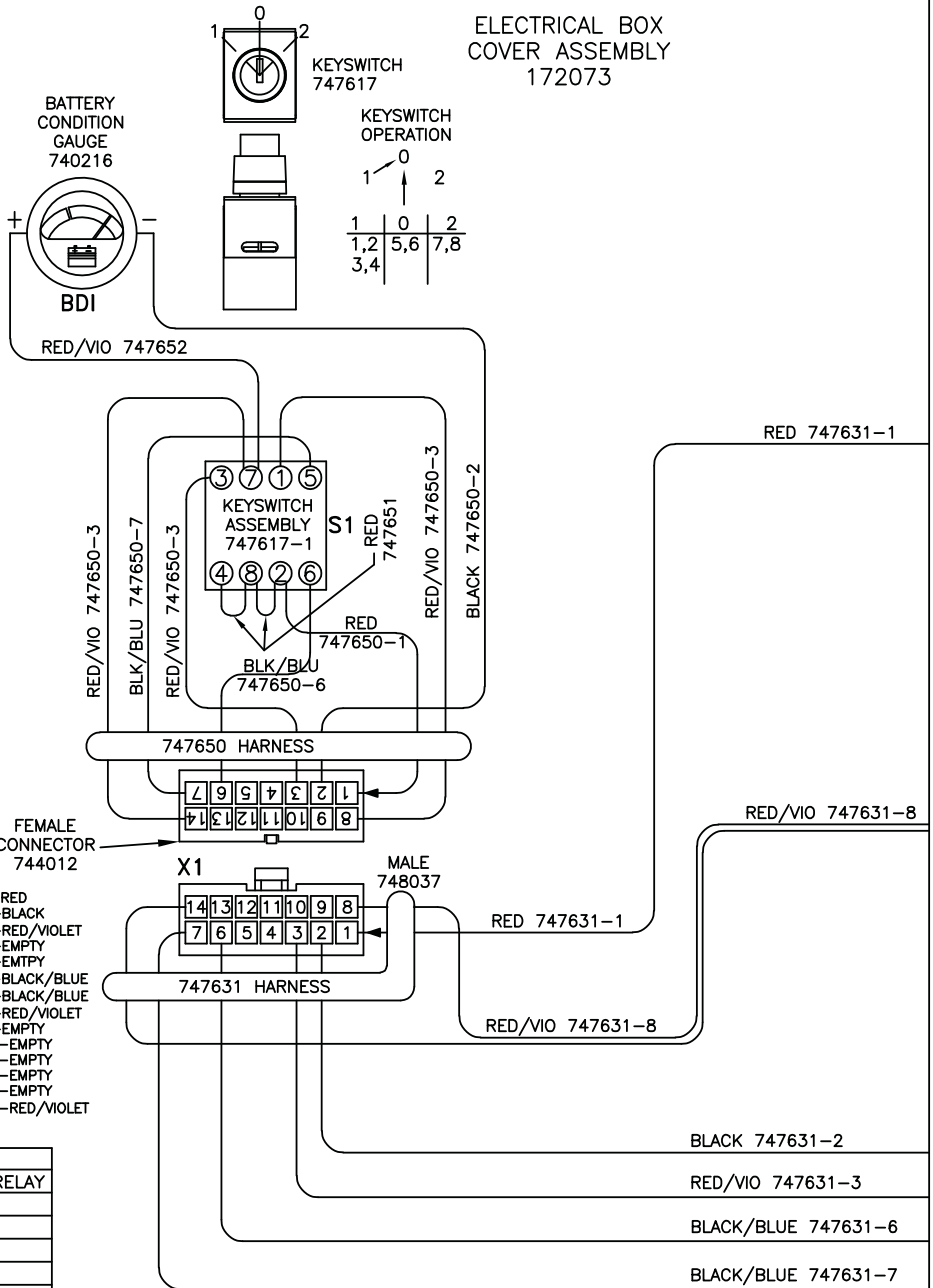 ELECTRICAL BOX
COVER ASSEMBLY
172073
1 0 2
KEYSWITCH
747617
BATTERY
CONDITION
GAUGE
740216
+ −
BDI
KEYSWITCH
OPERATION
0
1 2
1 0 2
1,2 5,6 7,8
3,4
RED/VIO 747652
RED 747631-1
3 7 1 5
KEYSWITCH
ASSEMBLY
747617-1
S1
4 8 2 6
RED
747651
RED/VIO 747650-3
BLK/BLU 747650-7
RED/VIO 747650-3
RED/VIO 747650-3
BLACK 747650-2
RED
747650-1
BLK/BLU
747650-6
747650 HARNESS
7 6 5 4 3 2 1
14 13 12 11 10 9 8
FEMALE
CONNECTOR
744012
RED/VIO 747631-8
X1
MALE
748037
14 13 12 11 10 9 8
7 6 5 4 3 2 1
RED 747631-1
747631 HARNESS
RED/VIO 747631-8
RED
-BLACK
-RED/VIOLET
-EMPTY
-EMTPY
-BLACK/BLUE
-BLACK/BLUE
-RED/VIOLET
-EMPTY
-EMPTY
-EMPTY
-EMPTY
-EMPTY
-RED/VIOLET
RELAY
BLACK 747631-2
RED/VIO 747631-3
BLACK/BLUE 747631-6
BLACK/BLUE 747631-7